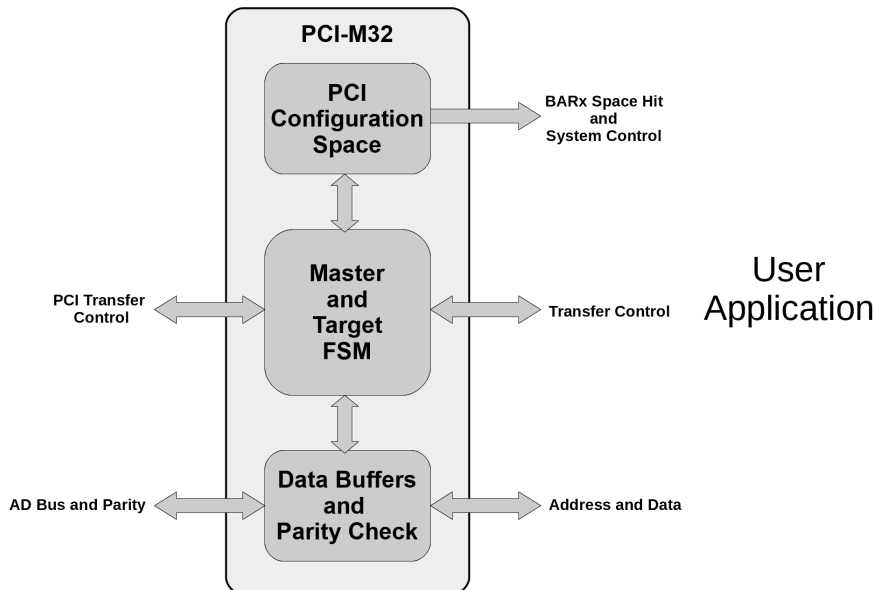 PCI-M32
PCI
Configuration
Space
BARx Space Hit
and
System Control
Master
and
Target
FSM
PCI Transfer
Control
Transfer Control
User
Application
Data Buffers
and
Parity Check
AD Bus and Parity
Address and Data